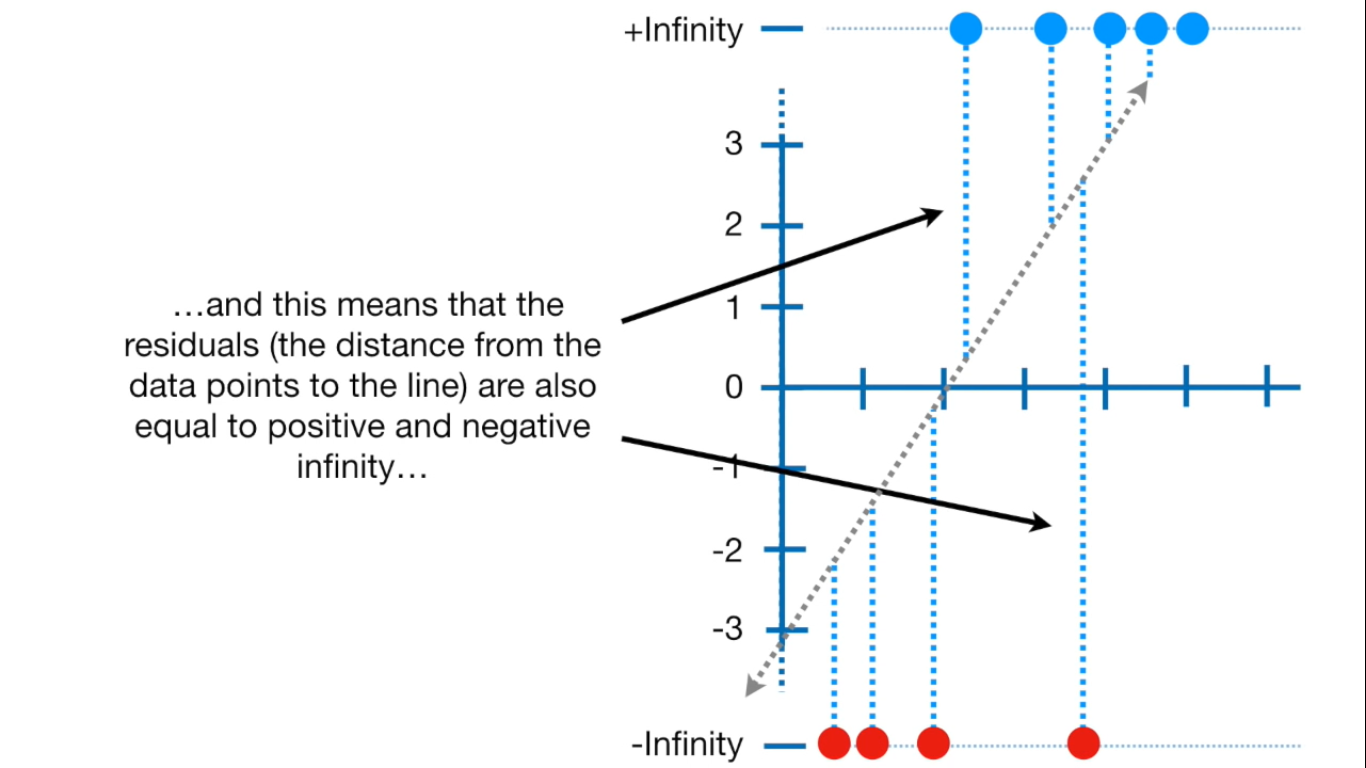 +Infinity
3
2
1
0
-1
-2
-3
-Infinity
…and this means that the
residuals (the distance from the
data points to the line) are also
equal to positive and negative
infinity…